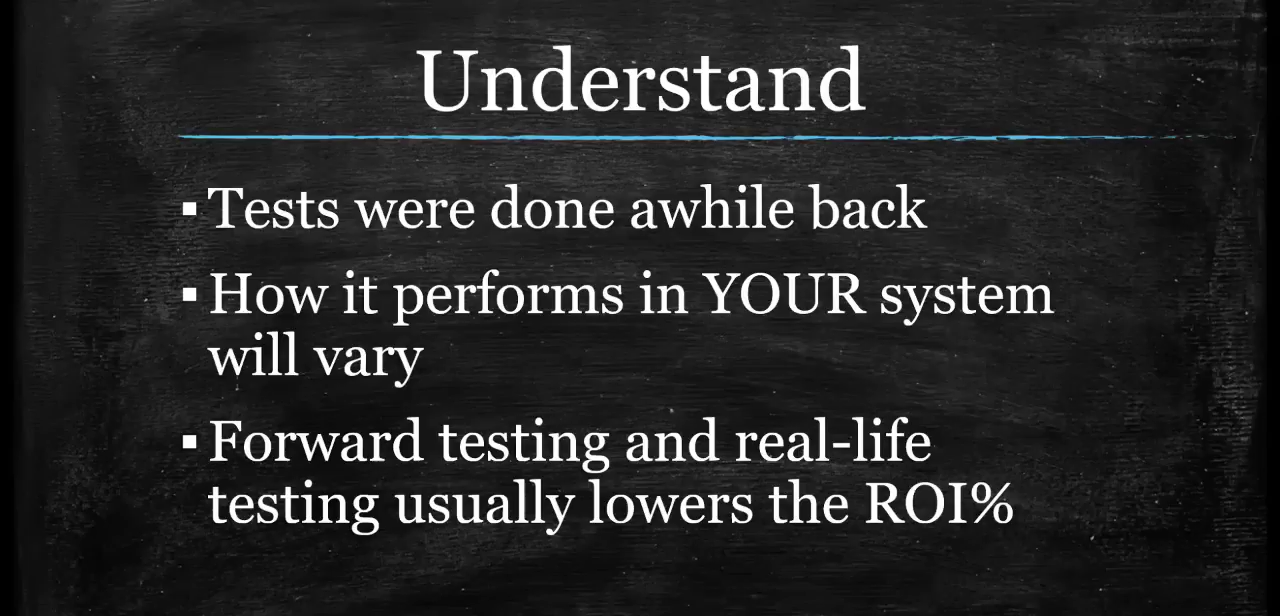 Understand
▪ Tests were done awhile back
▪ How it performs in YOUR system
will vary
▪ Forward testing and real-life
testing usually lowers the ROI%